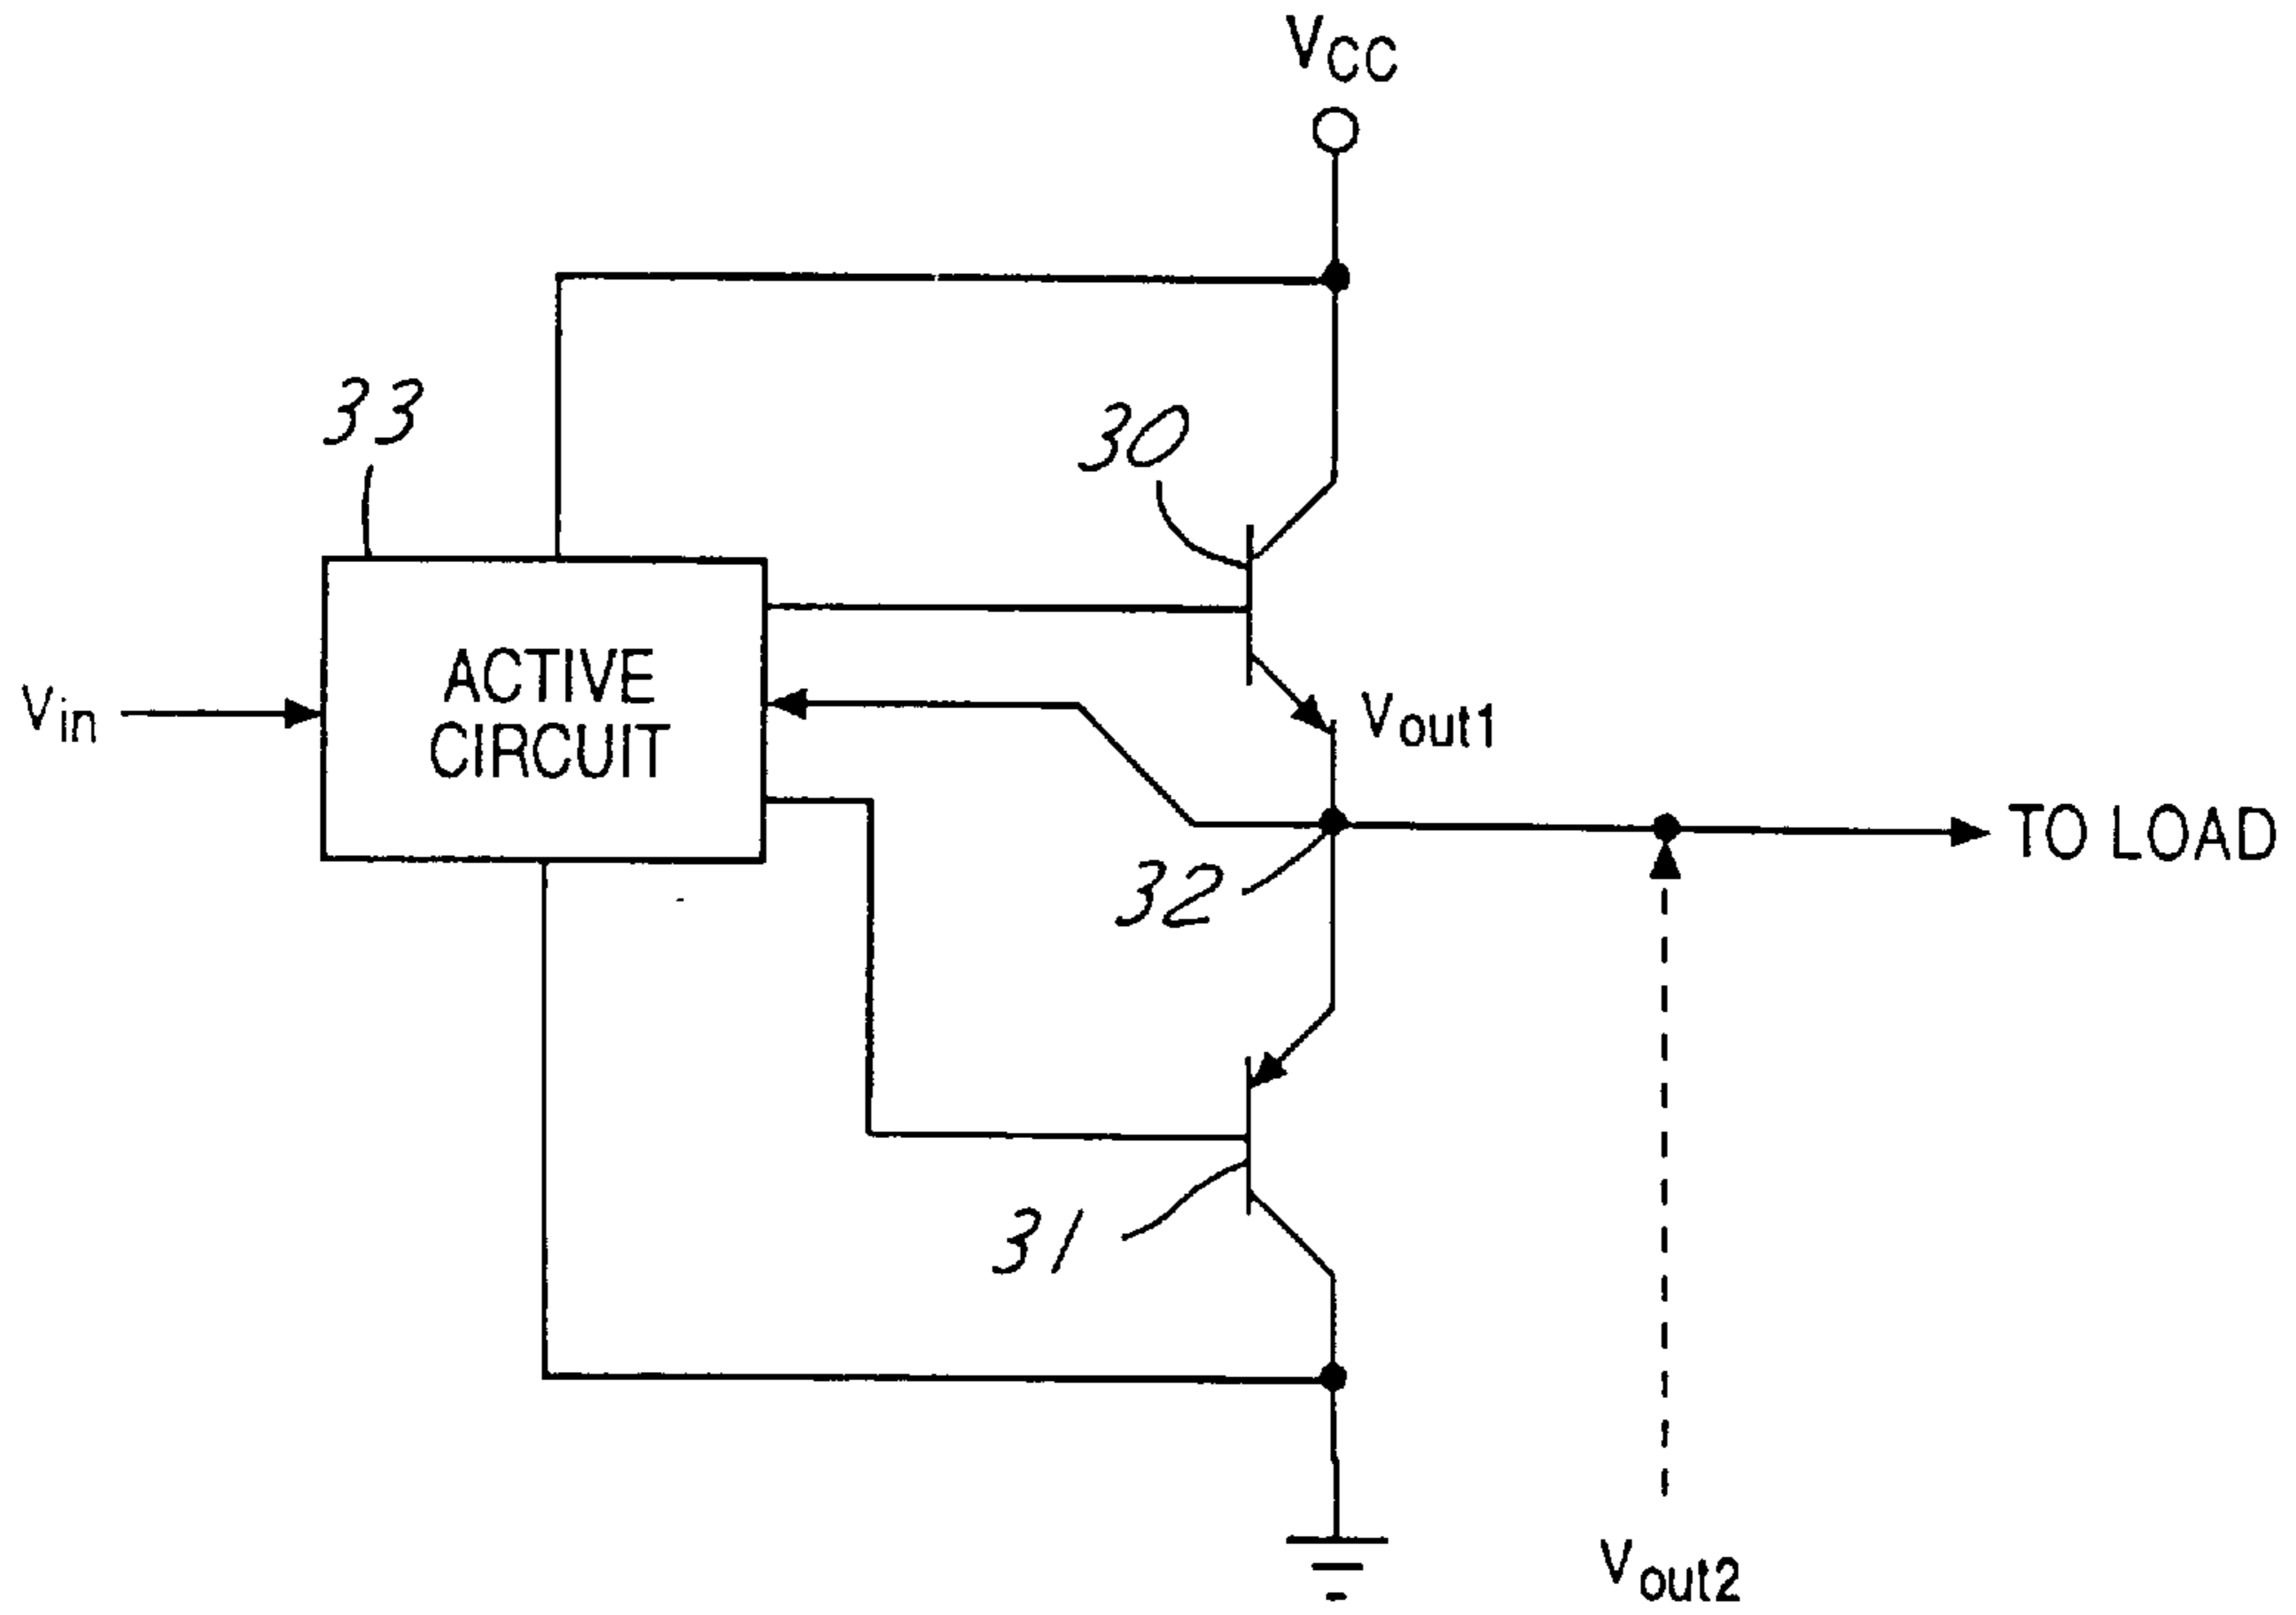 VCC
33
30
ACTIVE
CIRCUIT
Vin
Vout1
TO LOAD
32
31
Vout2